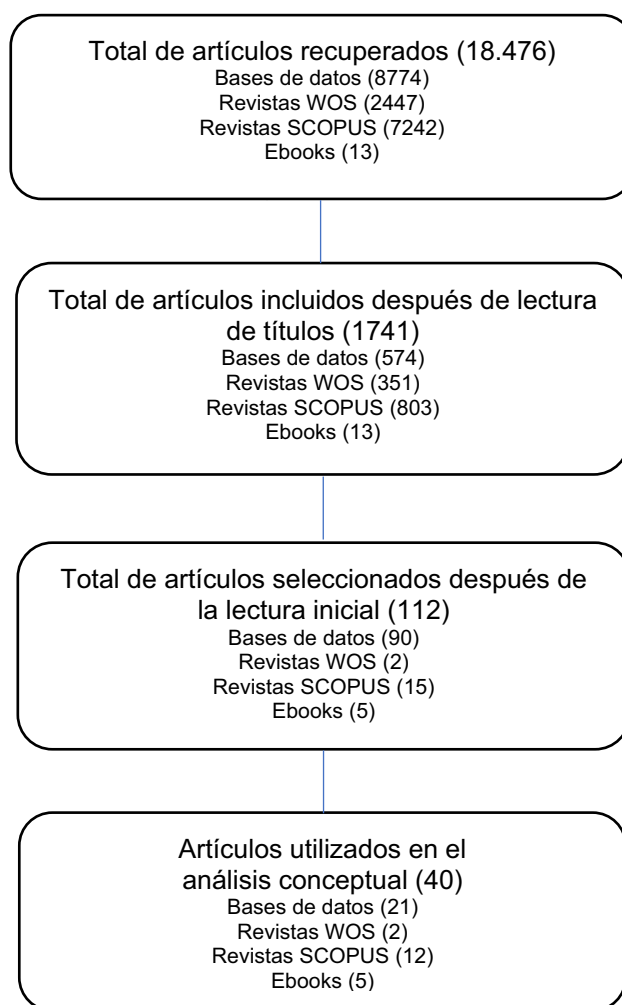 Total de artículos recuperados (18.476)
Bases de datos (8774)
Revistas WOS (2447)
Revistas SCOPUS (7242)
Ebooks (13)
Total de artículos incluidos después de lectura
de títulos (1741)
Bases de datos (574)
Revistas WOS (351)
Revistas SCOPUS (803)
Ebooks (13)
Total de artículos seleccionados después de
la lectura inicial (112)
Bases de datos (90)
Revistas WOS (2)
Revistas SCOPUS (15)
Ebooks (5)
Artículos utilizados en el
análisis conceptual (40)
Bases de datos (21)
Revistas WOS (2)
Revistas SCOPUS (12)
Ebooks (5)